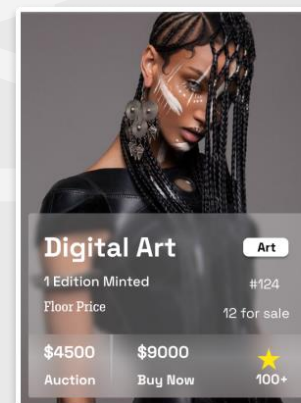 Digital Art
Art
1 Edition Minted
#124
Floor Price
12 for sale
$4500
$9000
Auction
Buy Now
100+